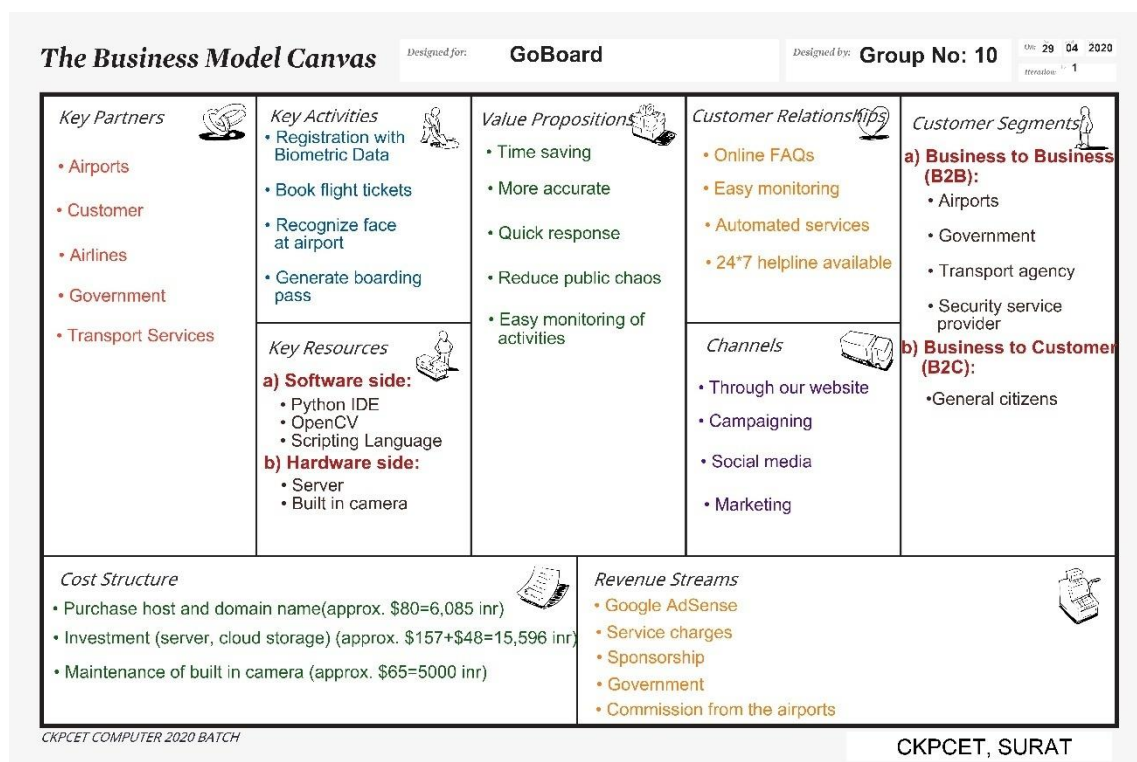 The Business Model Canvas
Designed for:
GoBoard
Designed by:
Group No: 10
On: 29 04 2020
Iteration 1
Key Partners
• Airports
• Customer
• Airlines
• Government
• Transport Services
Key Activities
• Registration with
Biometric Data
• Book flight tickets
• Recognize face
at airport
• Generate boarding
pass
Key Resources
a) Software side:
• Python IDE
• OpenCV
• Scripting Language
b) Hardware side:
• Server
• Built in camera
Value Propositions
• Time saving
• More accurate
• Quick response
• Reduce public chaos
• Easy monitoring of
activities
Customer Relationships
• Online FAQs
• Easy monitoring
• Automated services
• 24*7 helpline available
Channels
• Through our website
• Campaigning
• Social media
• Marketing
Customer Segments
a) Business to Business
(B2B):
• Airports
• Government
• Transport agency
• Security service
provider
b) Business to Customer
(B2C):
•General citizens
Cost Structure
• Purchase host and domain name(approx. $80=6,085 inr)
• Investment (server, cloud storage) (approx. $157+$48=15,596 inr)
• Maintenance of built in camera (approx. $65=5000 inr)
Revenue Streams
• Google AdSense
• Service charges
• Sponsorship
• Government
• Commission from the airports
CKPCET COMPUTER 2020 BATCH
CKPCET, SURAT